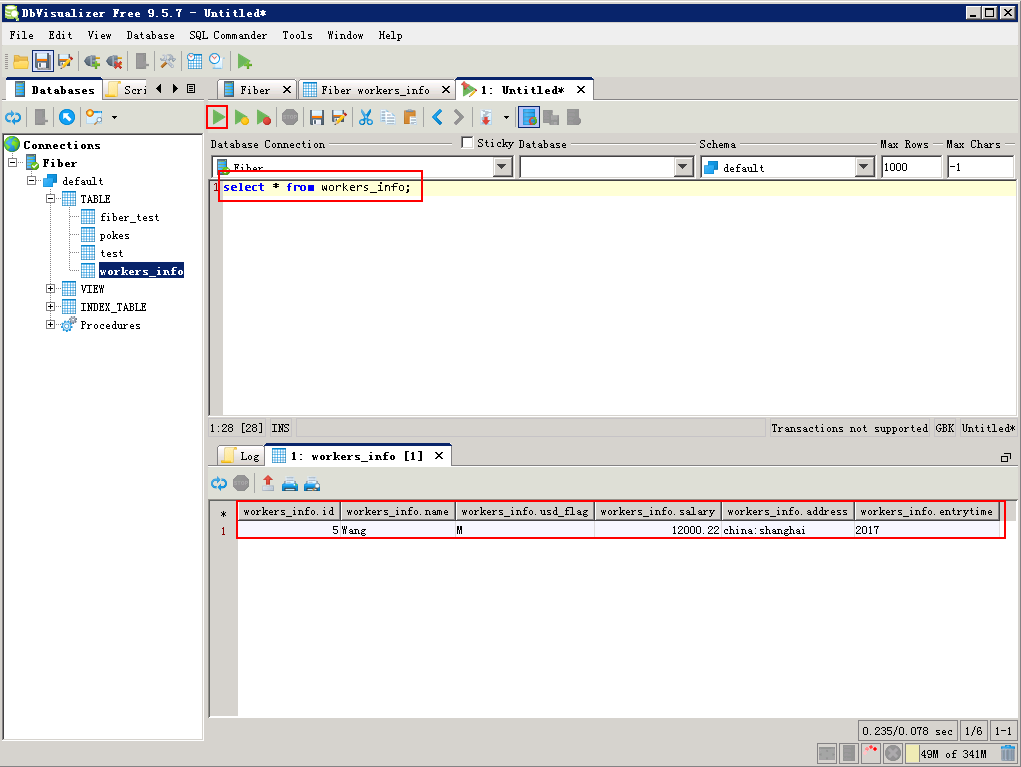 DbVisualizer Free 9.5.7 - Untitled*
File Edit View Database SQL Commander Tools Window Help
Databases Scri
Fiber Fiber workers_info 1: Untitled*
Database Connection Sticky Database Schema Max Rows Max Chars
Fiber default 1000 -1
Connections
Fiber
default
TABLE
fiber_test
pokes
test
workers_info
VIEW
INDEX_TABLE
Procedures
1 select * from workers_info;
1:28 [28] INS Transactions not supported GBK Untitled*
Log 1: workers_info [1]
* workers_info.id workers_info.name workers_info.usd_flag workers_info.salary workers_info.address workers_info.entrytime
1 5 Wang M 12000.22 china:shanghai 2017
0.235/0.078 sec 1/6 1-1
49M of 341M